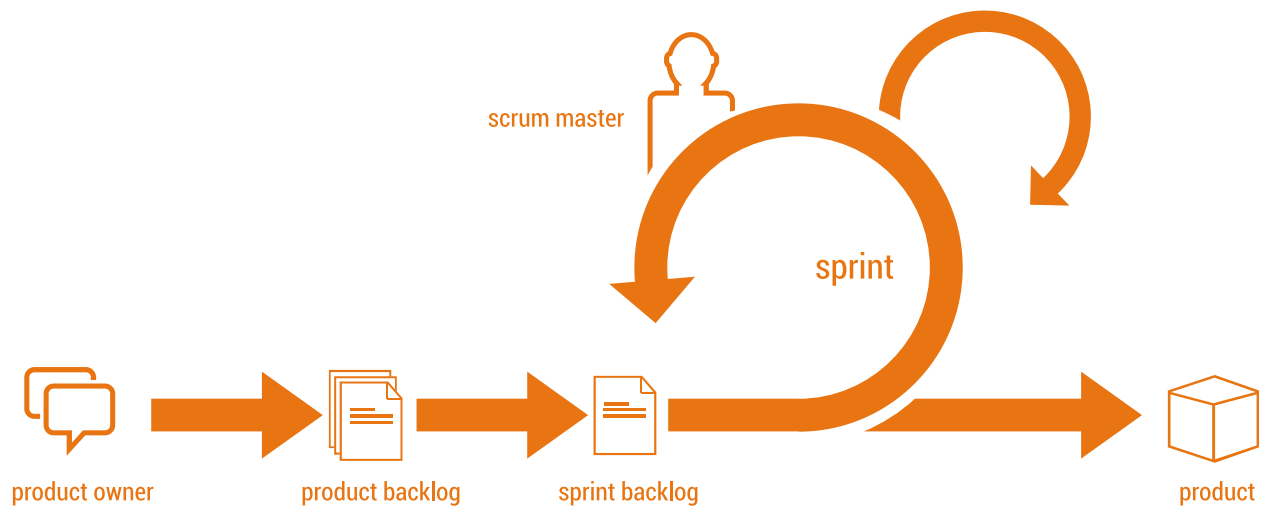 scrum master
sprint
product owner
product backlog
sprint backlog
product